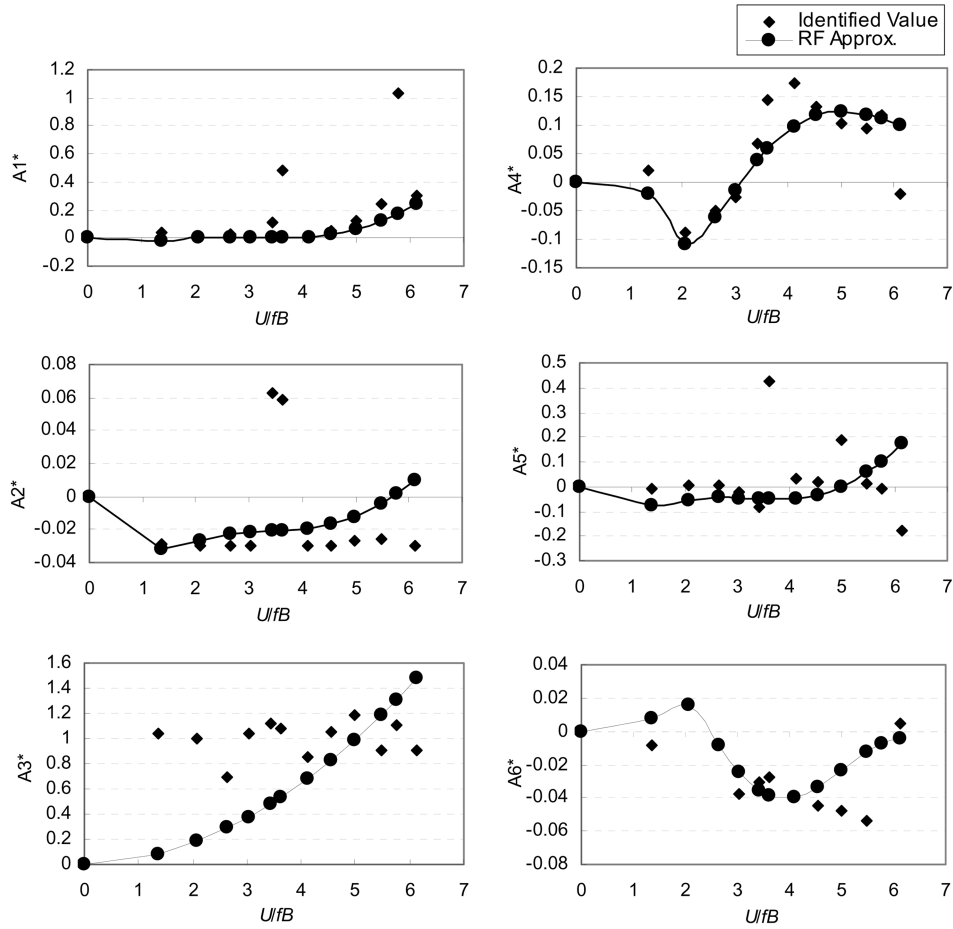 Identified Value
RF Approx.
A1*
1.2
1
0.8
0.6
0.4
0.2
0
-0.2
0 1 2 3 4 5 6 7
U/fB
A4*
0.2
0.15
0.1
0.05
0
-0.05
-0.1
-0.15
0 1 2 3 4 5 6 7
U/fB
A2*
0.08
0.06
0.04
0.02
0
-0.02
-0.04
0 1 2 3 4 5 6 7
U/fB
A5*
0.5
0.4
0.3
0.2
0.1
0
-0.1
-0.2
-0.3
0 1 2 3 4 5 6 7
U/fB
A3*
1.6
1.4
1.2
1
0.8
0.6
0.4
0.2
0
0 1 2 3 4 5 6 7
U/fB
A6*
0.04
0.02
0
-0.02
-0.04
-0.06
-0.08
0 1 2 3 4 5 6 7
U/fB